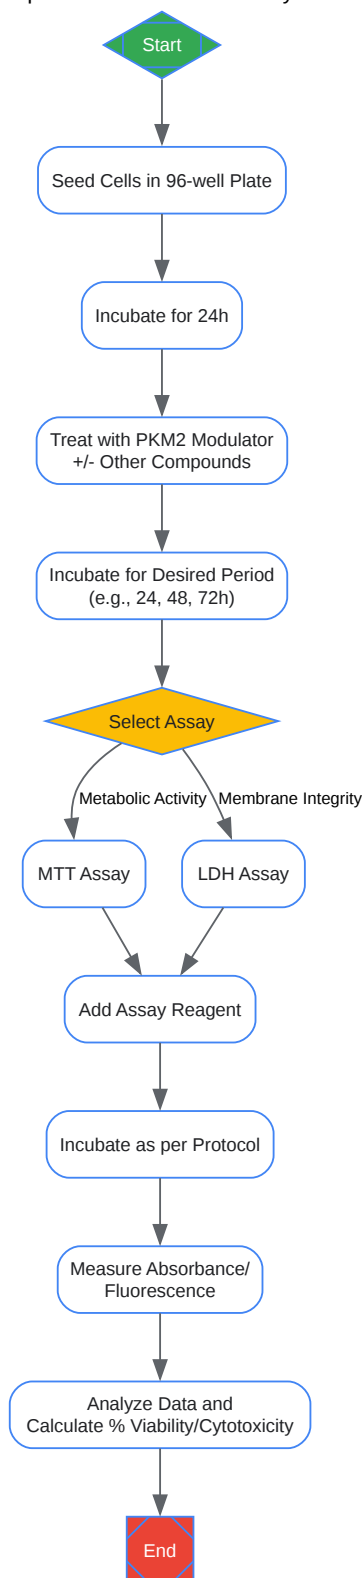 Start
Seed Cells in 96-well Plate
Incubate for 24h
Treat with PKM2 Modulator
+/- Other Compounds
Incubate for Desired Period
(e.g., 24, 48, 72h)
Select Assay
Metabolic Activity
Membrane Integrity
MTT Assay
LDH Assay
Add Assay Reagent
Incubate as per Protocol
Measure Absorbance/
Fluorescence
Analyze Data and
Calculate % Viability/Cytotoxicity
End